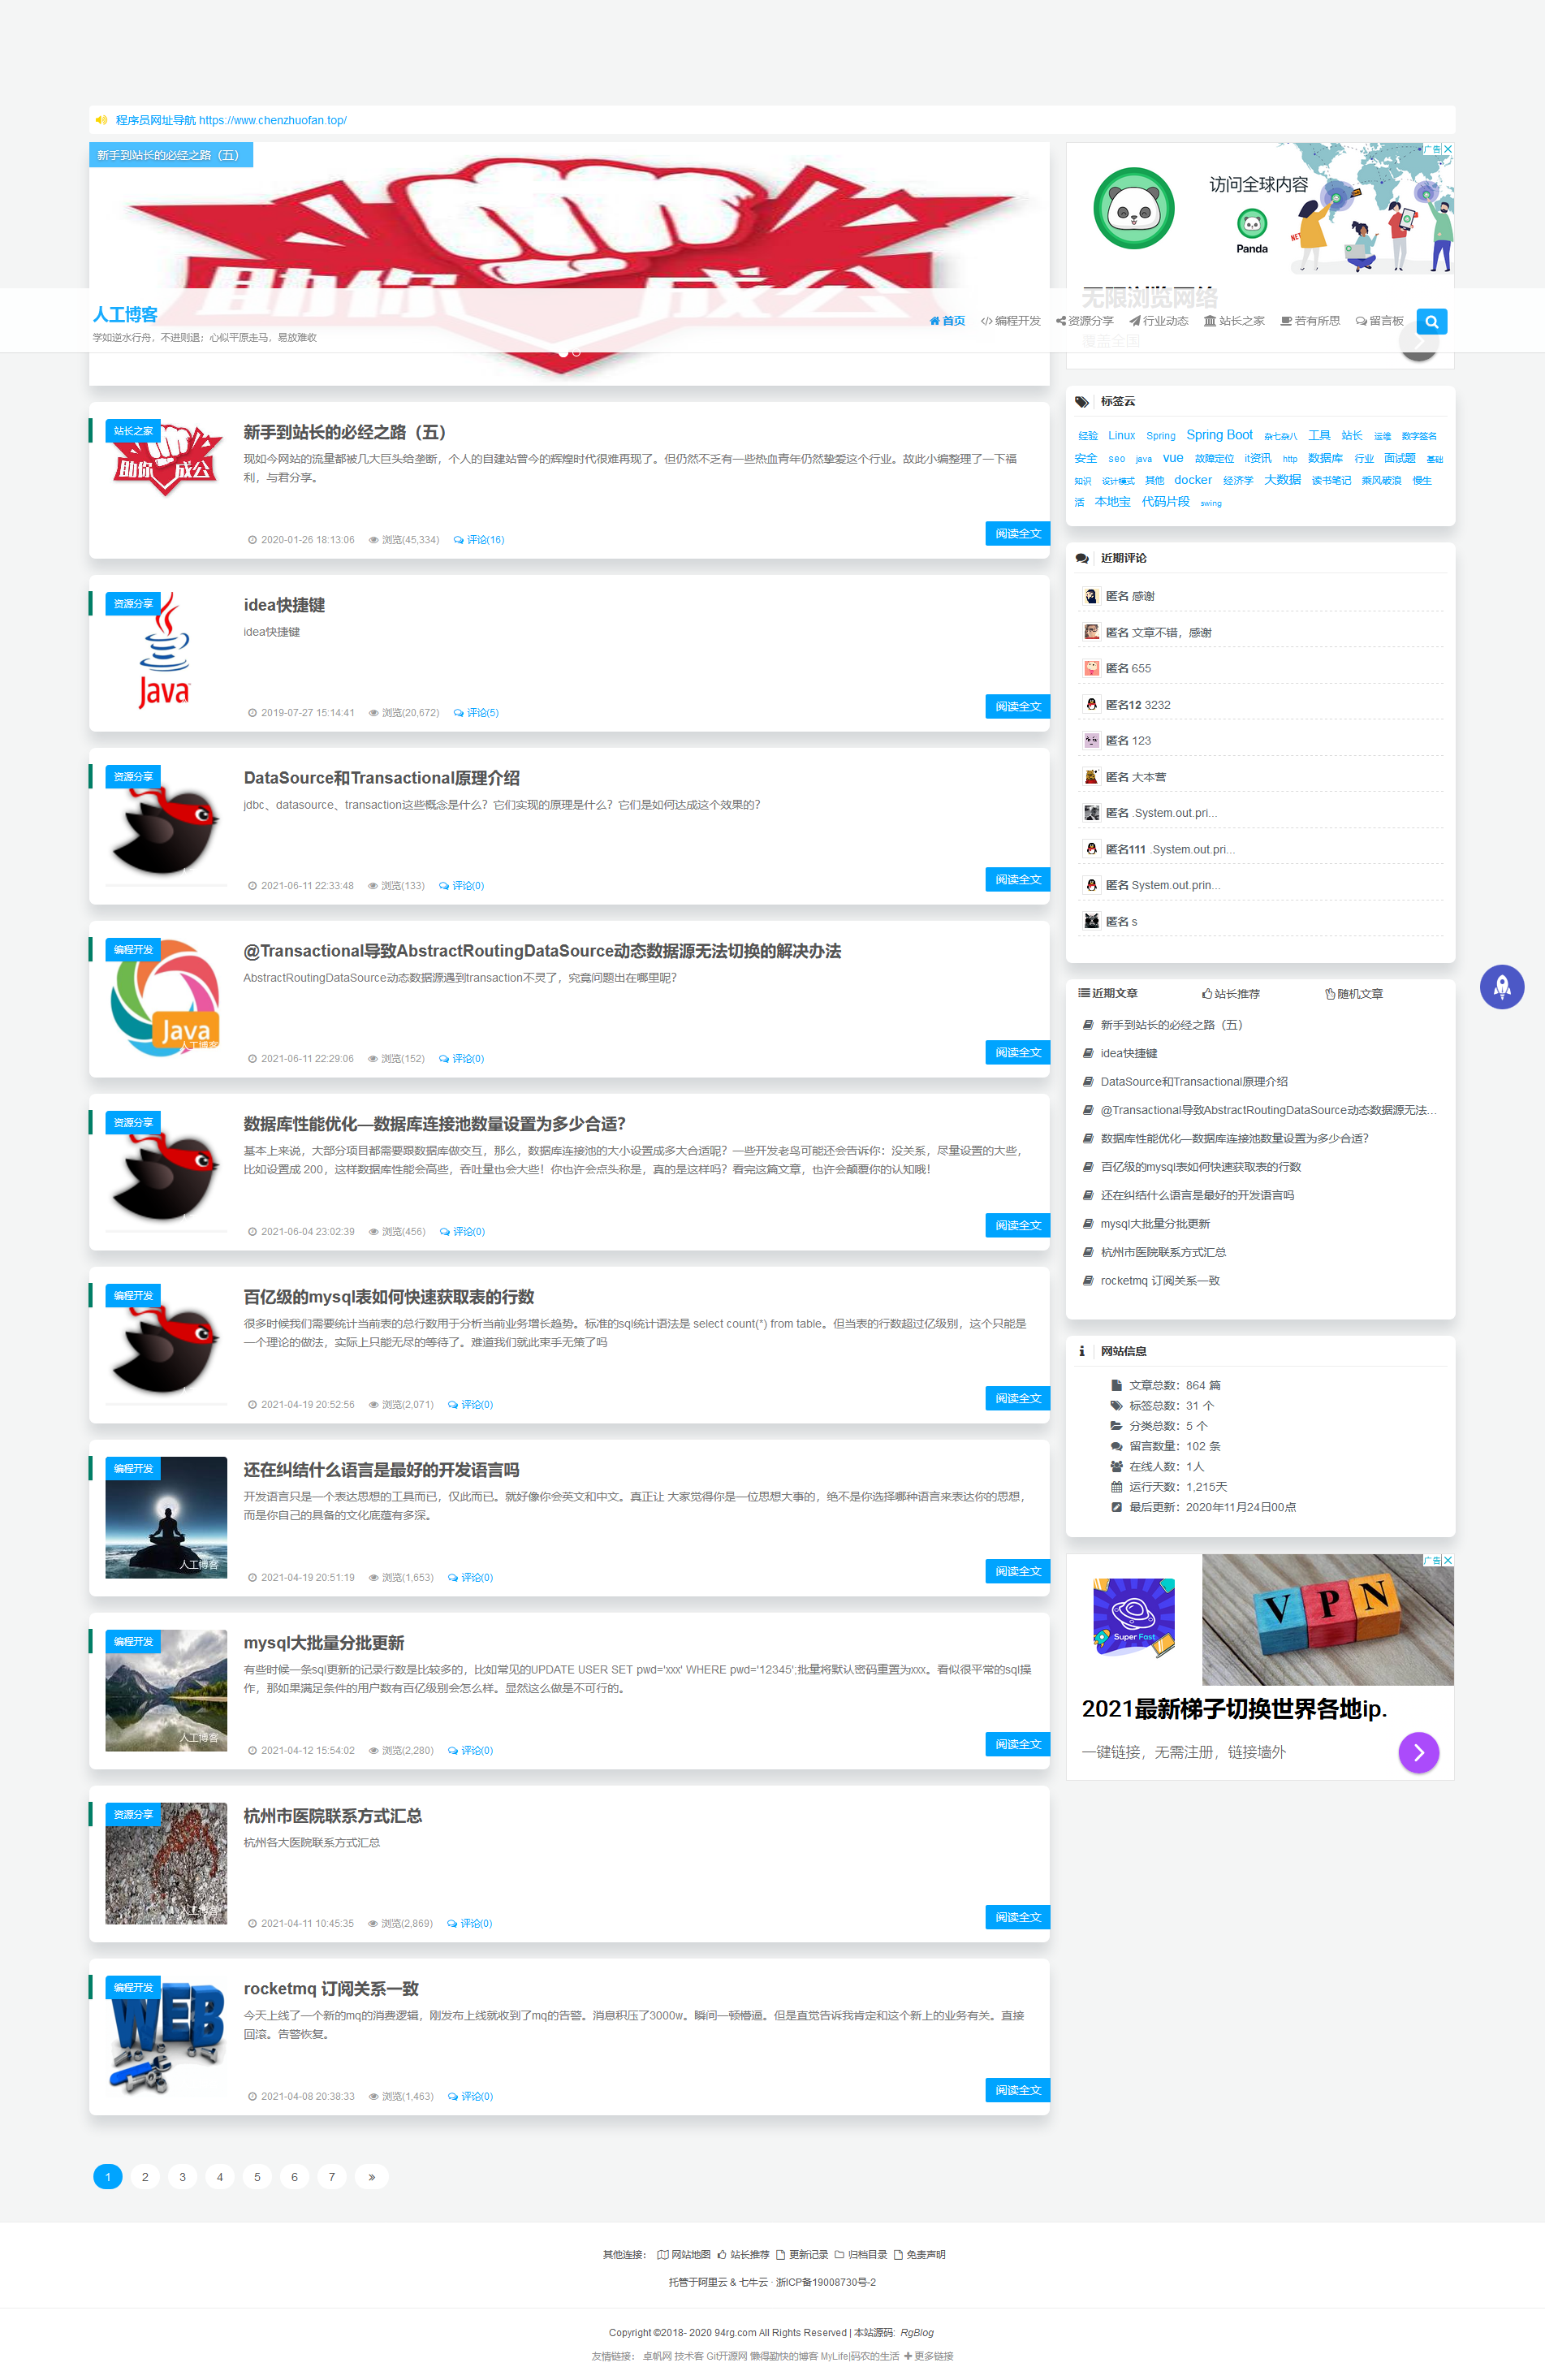 程序员网址导航 https://www.chenzhuofan.top/
新手到站长的必经之路（五）
助你成公
广告
访问全球内容
Panda
NET
无限浏览网络
覆盖全国
人工博客
学如逆水行舟，不进则退；心似平原走马，易放难收
首页 编程开发 资源分享 行业动态 站长之家 若有所思 留言板
站长之家
助你 成公
新手到站长的必经之路（五）
现如今网站的流量都被几大巨头给垄断，个人的自建站曾今的辉煌时代很难再现了。但仍然不乏有一些热血青年仍然挚爱这个行业。故此小编整理了一下福
利，与君分享。
2020-01-26 18:13:06 浏览(45,334) 评论(16)
阅读全文
资源分享
Java
idea快捷键
idea快捷键
2019-07-27 15:14:41 浏览(20,672) 评论(5)
阅读全文
资源分享
DataSource和Transactional原理介绍
jdbc、datasource、transaction这些概念是什么？它们实现的原理是什么？它们是如何达成这个效果的？
2021-06-11 22:33:48 浏览(133) 评论(0)
阅读全文
编程开发
Java
人工博客
@Transactional导致AbstractRoutingDataSource动态数据源无法切换的解决办法
AbstractRoutingDataSource动态数据源遇到transaction不灵了，究竟问题出在哪里呢？
2021-06-11 22:29:06 浏览(152) 评论(0)
阅读全文
资源分享
数据库性能优化—数据库连接池数量设置为多少合适？
基本上来说，大部分项目都需要跟数据库做交互，那么，数据库连接池的大小设置成多大合适呢？一些开发老鸟可能还会告诉你：没关系，尽量设置的大些，
比如设置成 200，这样数据库性能会高些，吞吐量也会大些！你也许会点头称是，真的是这样吗？看完这篇文章，也许会颠覆你的认知哦！
2021-06-04 23:02:39 浏览(456) 评论(0)
阅读全文
编程开发
百亿级的mysql表如何快速获取表的行数
很多时候我们需要统计当前表的总行数用于分析当前业务增长趋势。标准的sql统计语法是 select count(*) from table。但当表的行数超过亿级别，这个只能是
一个理论的做法，实际上只能无尽的等待了。难道我们就此束手无策了吗
2021-04-19 20:52:56 浏览(2,071) 评论(0)
阅读全文
编程开发
人工博客
还在纠结什么语言是最好的开发语言吗
开发语言只是一个表达思想的工具而已，仅此而已。就好像你会英文和中文。真正让 大家觉得你是一位思想大事的，绝不是你选择哪种语言来表达你的思想，
而是你自己的具备的文化底蕴有多深。
2021-04-19 20:51:19 浏览(1,653) 评论(0)
阅读全文
编程开发
人工博客
mysql大批量分批更新
有些时候一条sql更新的记录行数是比较多的，比如常见的UPDATE USER SET pwd='xxx' WHERE pwd='12345';批量将默认密码重置为xxx。看似很平常的sql操
作，那如果满足条件的用户数有百亿级别会怎么样。显然这么做是不可行的。
2021-04-12 15:54:02 浏览(2,280) 评论(0)
阅读全文
资源分享
人工博客
杭州市医院联系方式汇总
杭州各大医院联系方式汇总
2021-04-11 10:45:35 浏览(2,869) 评论(0)
阅读全文
编程开发
WEB
rocketmq 订阅关系一致
今天上线了一个新的mq的消费逻辑，刚发布上线就收到了mq的告警。消息积压了3000w。瞬间一顿懵逼。但是直觉告诉我肯定和这个新上的业务有关。直接
回滚。告警恢复。
2021-04-08 20:38:33 浏览(1,463) 评论(0)
阅读全文
1 2 3 4 5 6 7 »
标签云
经验 Linux Spring Spring Boot 杂七杂八 工具 站长 运维 数字签名
安全 seo java vue 故障定位 it资讯 http 数据库 行业 面试题 基础
知识 设计模式 其他 docker 经济学 大数据 读书笔记 乘风破浪 慢生
活 本地宝 代码片段 swing
近期评论
匿名 感谢
匿名 文章不错，感谢
匿名 655
匿名12 3232
匿名 123
匿名 大本营
匿名 .System.out.pri...
匿名111 .System.out.pri...
匿名 System.out.prin...
匿名 s
近期文章 站长推荐 随机文章
新手到站长的必经之路（五）
idea快捷键
DataSource和Transactional原理介绍
@Transactional导致AbstractRoutingDataSource动态数据源无法...
数据库性能优化—数据库连接池数量设置为多少合适？
百亿级的mysql表如何快速获取表的行数
还在纠结什么语言是最好的开发语言吗
mysql大批量分批更新
杭州市医院联系方式汇总
rocketmq 订阅关系一致
网站信息
文章总数：864 篇
标签总数：31 个
分类总数：5 个
留言数量：102 条
在线人数：1人
运行天数：1,215天
最后更新：2020年11月24日00点
广告
Super Fast
VPN
2021最新梯子切换世界各地ip.
一键链接，无需注册，链接墙外
其他连接： 网站地图 站长推荐 更新记录 归档目录 免责声明
托管于阿里云 & 七牛云 · 浙ICP备19008730号-2
Copyright ©2018- 2020 94rg.com All Rights Reserved | 本站源码: RgBlog
友情链接： 卓帆网 技术客 Git开源网 懒得勤快的博客 MyLife|码农的生活 更多链接